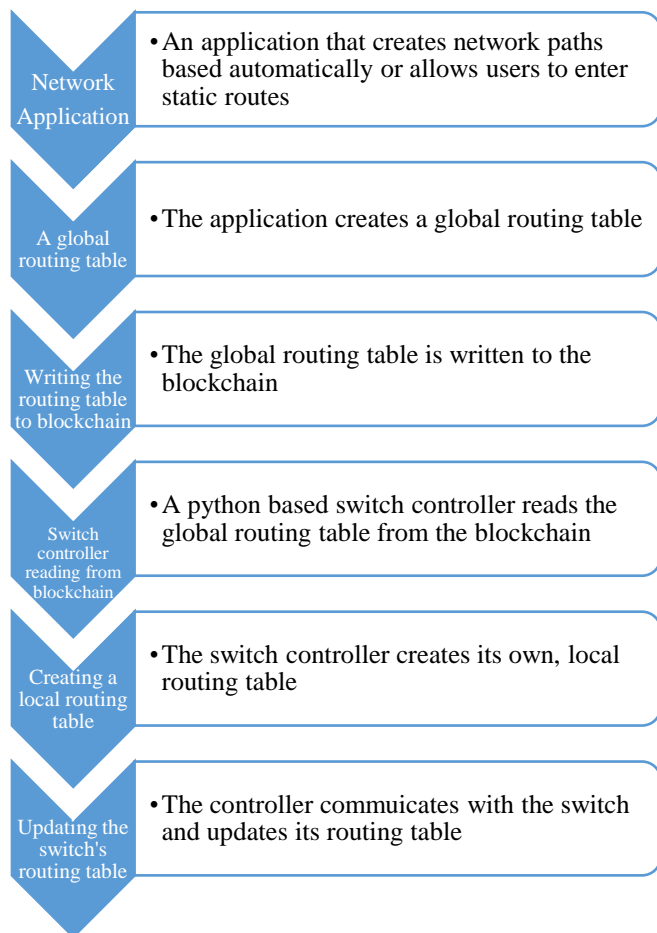 Network
Application
•An application that creates network paths
based automatically or allows users to enter
static routes
A global
routing table
•The application creates a global routing table
Writing the
routing table
to blockchain
•The global routing table is written to the
blockchain
Switch
controller
reading from
blockchain
•A python based switch controller reads the
global routing table from the blockchain
Creating a
local routing
table
•The switch controller creates its own, local
routing table
Updating the
switch's
routing table
•The controller commuicates with the switch
and updates its routing table